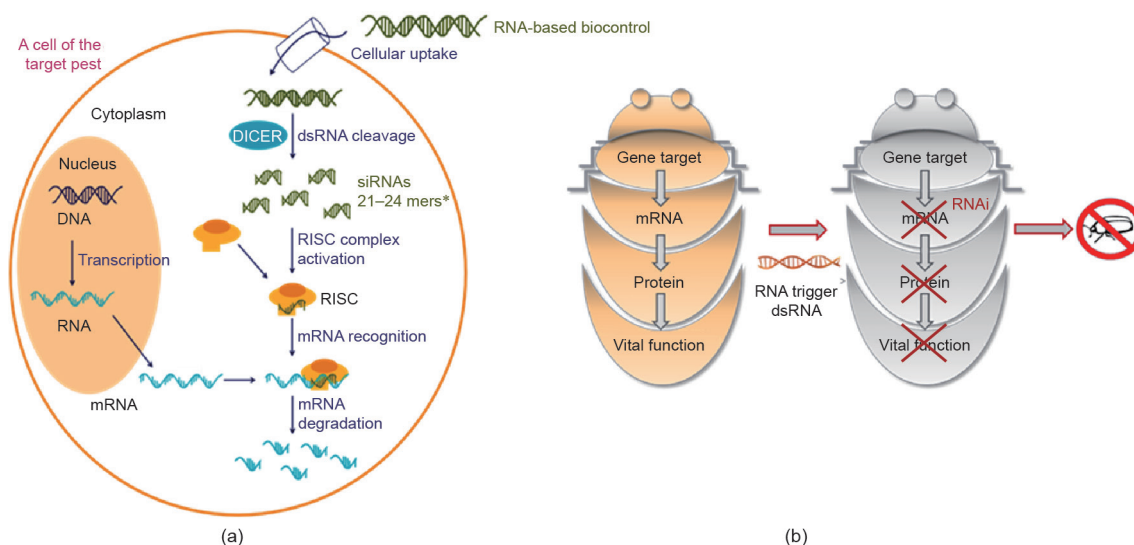 RNA-based biocontrol
A cell of the
target pest
Cellular uptake
Cytoplasm
DICER
dsRNA cleavage
Nucleus
DNA
siRNAs
21–24 mers*
Transcription
RISC complex
activation
RNA
RISC
mRNA recognition
mRNA
mRNA
degradation
(a)
Gene target
mRNA
Protein
Vital function
RNA trigger
dsRNA
Gene target
RNAi
mRNA
Protein
Vital function
(b)